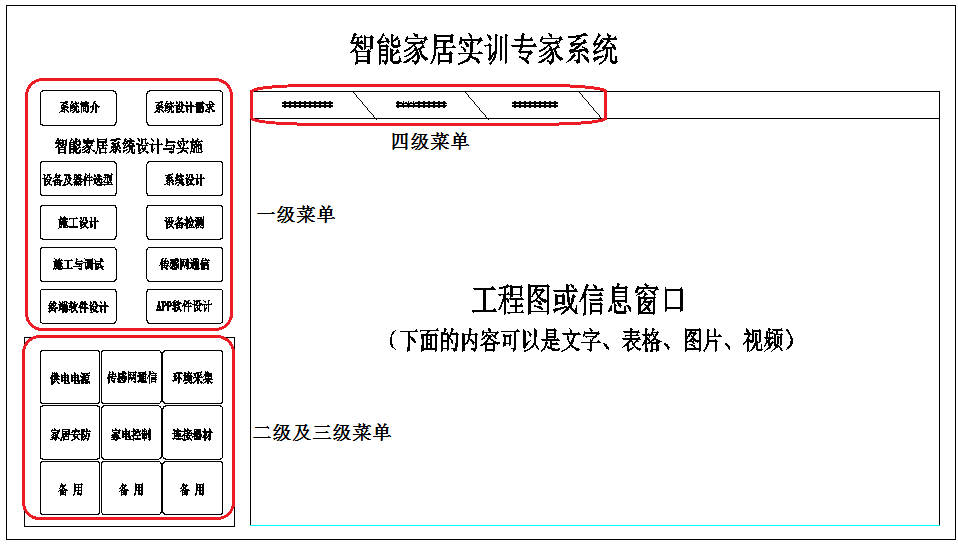 智能家居实训专家系统
系统简介 系统设计需求
智能家居系统设计与实施
设备及器件选型 系统设计
施工设计 设备检测
施工与调试 传感网通信
终端软件设计 APP软件设计
供电电源 传感网通信 环境采集
家居安防 家电控制 连接器材
备用 备用 备用
########## ########## #########
四级菜单
一级菜单
工程图或信息窗口
（下面的内容可以是文字、表格、图片、视频）
二级及三级菜单